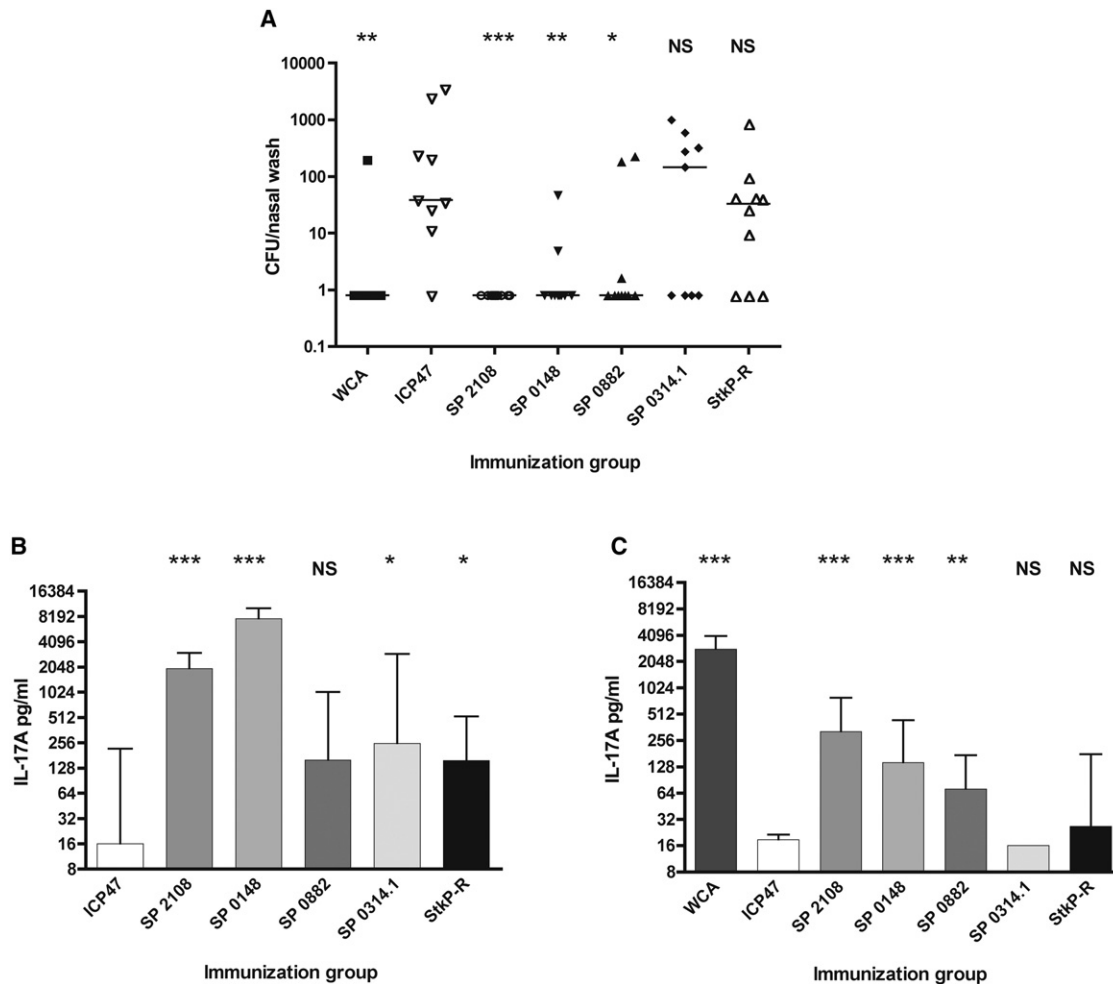 A
** *** ** * NS NS
10000
1000
100
10
1
0.1
CFU/nasal wash
WCA ICP47 SP 2108 SP 0148 SP 0882 SP 0314.1 StkP-R
Immunization group
B
*** *** NS * *
16384
8192
4096
2048
1024
512
256
128
64
32
16
8
IL-17A pg/ml
ICP47 SP 2108 SP 0148 SP 0882 SP 0314.1 StkP-R
Immunization group
C
*** *** *** ** NS NS
16384
8192
4096
2048
1024
512
256
128
64
32
16
8
IL-17A pg/ml
WCA ICP47 SP 2108 SP 0148 SP 0882 SP 0314.1 StkP-R
Immunization group